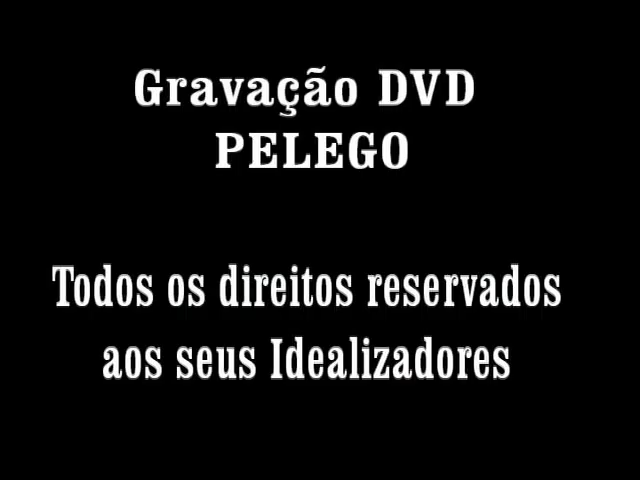 Gravação DVD
PELEGO
Todos os direitos reservados
aos seus Idealizadores